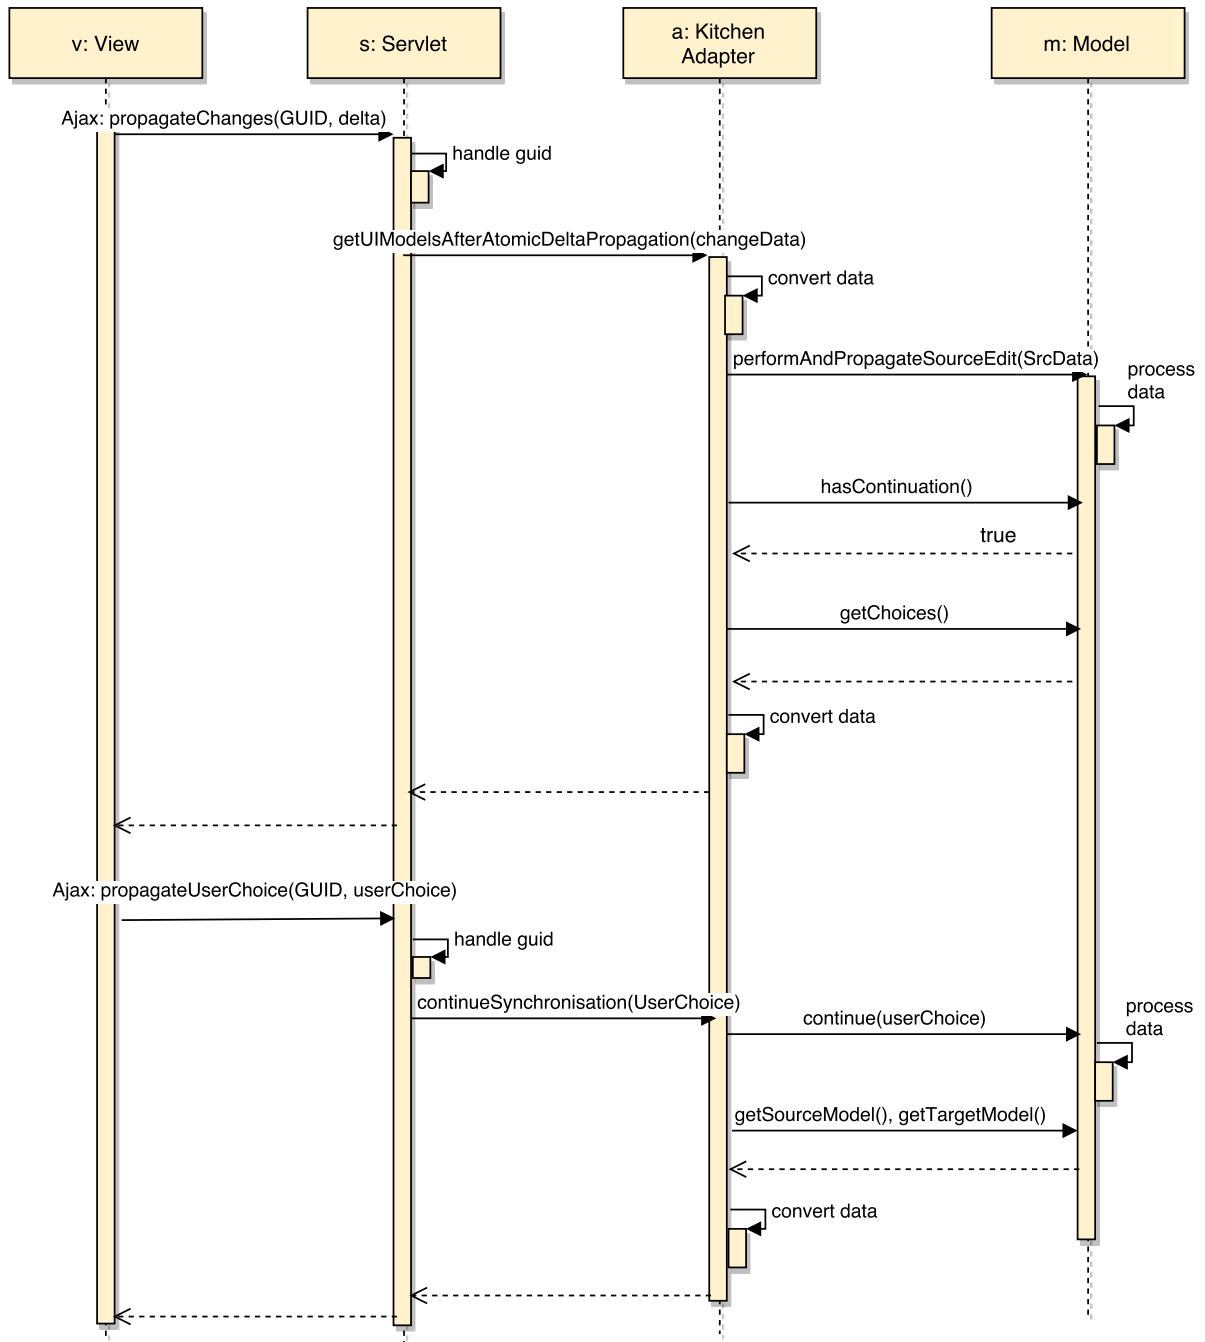 v: View
s: Servlet
a: Kitchen
Adapter
m: Model
Ajax: propagateChanges(GUID, delta)
handle guid
getUIModelsAfterAtomicDeltaPropagation(changeData)
convert data
performAndPropagateSourceEdit(SrcData)
process
data
hasContinuation()
true
getChoices()
convert data
Ajax: propagateUserChoice(GUID, userChoice)
handle guid
continueSynchronisation(UserChoice)
continue(userChoice)
process
data
getSourceModel(), getTargetModel()
convert data